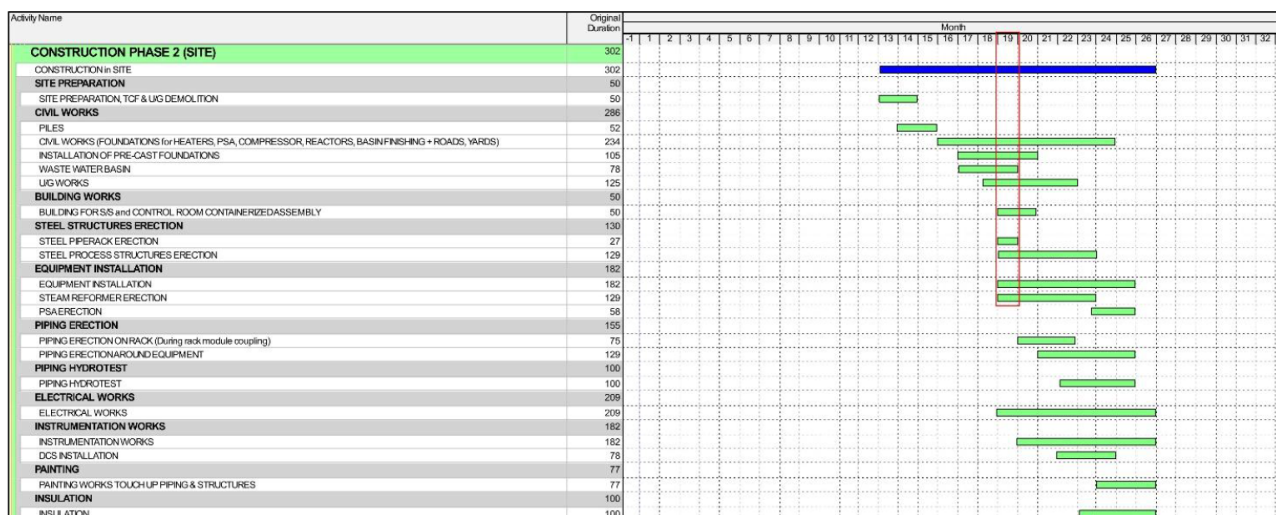 Activity Name Original Duration Month
-1 1 2 3 4 5 6 7 8 9 10 11 12 13 14 15 16 17 18 19 20 21 22 23 24 25 26 27 28 29 30 31 32
CONSTRUCTION PHASE 2 (SITE) 302
CONSTRUCTION in SITE 302
SITE PREPARATION 50
SITE PREPARATION, TCF & U/G DEMOLITION 50
CIVIL WORKS 286
PILES 52
CIVIL WORKS (FOUNDATIONS for HEATERS, PSA, COMPRESSOR, REACTORS, BASIN FINISHING + ROADS, YARDS) 234
INSTALLATION OF PRE-CAST FOUNDATIONS 105
WASTE WATER BASIN 78
U/G WORKS 125
BUILDING WORKS 50
BUILDING FOR S/S and CONTROL ROOM CONTAINERIZED ASSEMBLY 50
STEEL STRUCTURES ERECTION 130
STEEL PIPERACK ERECTION 27
STEEL PROCESS STRUCTURES ERECTION 129
EQUIPMENT INSTALLATION 182
EQUIPMENT INSTALLATION 182
STEAM REFORMER ERECTION 129
PSA ERECTION 58
PIPING ERECTION 155
PIPING ERECTION ON RACK (During rack module coupling) 75
PIPING ERECTION AROUND EQUIPMENT 129
PIPING HYDROTEST 100
PIPING HYDROTEST 100
ELECTRICAL WORKS 209
ELECTRICAL WORKS 209
INSTRUMENTATION WORKS 182
INSTRUMENTATION WORKS 182
DCS INSTALLATION 78
PAINTING 77
PAINTING WORKS TOUCH UP PIPING & STRUCTURES 77
INSULATION 100
INSULATION 100